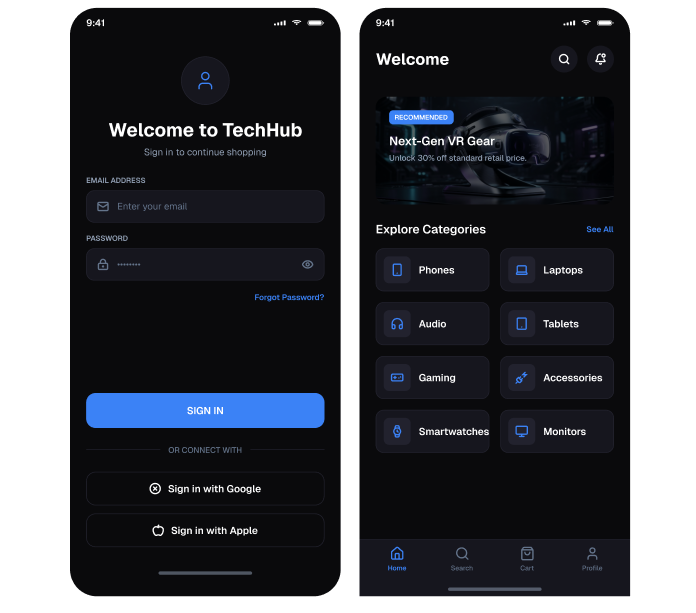 9:41
Welcome to TechHub
Sign in to continue shopping
EMAIL ADDRESS
Enter your email
PASSWORD
••••••••
Forgot Password?
SIGN IN
OR CONNECT WITH
Sign in with Google
Sign in with Apple
9:41
Welcome
RECOMMENDED
Next-Gen VR Gear
Unlock 30% off standard retail price.
Explore Categories
See All
Phones
Laptops
Audio
Tablets
Gaming
Accessories
Smartwatches
Monitors
Home
Search
Cart
Profile